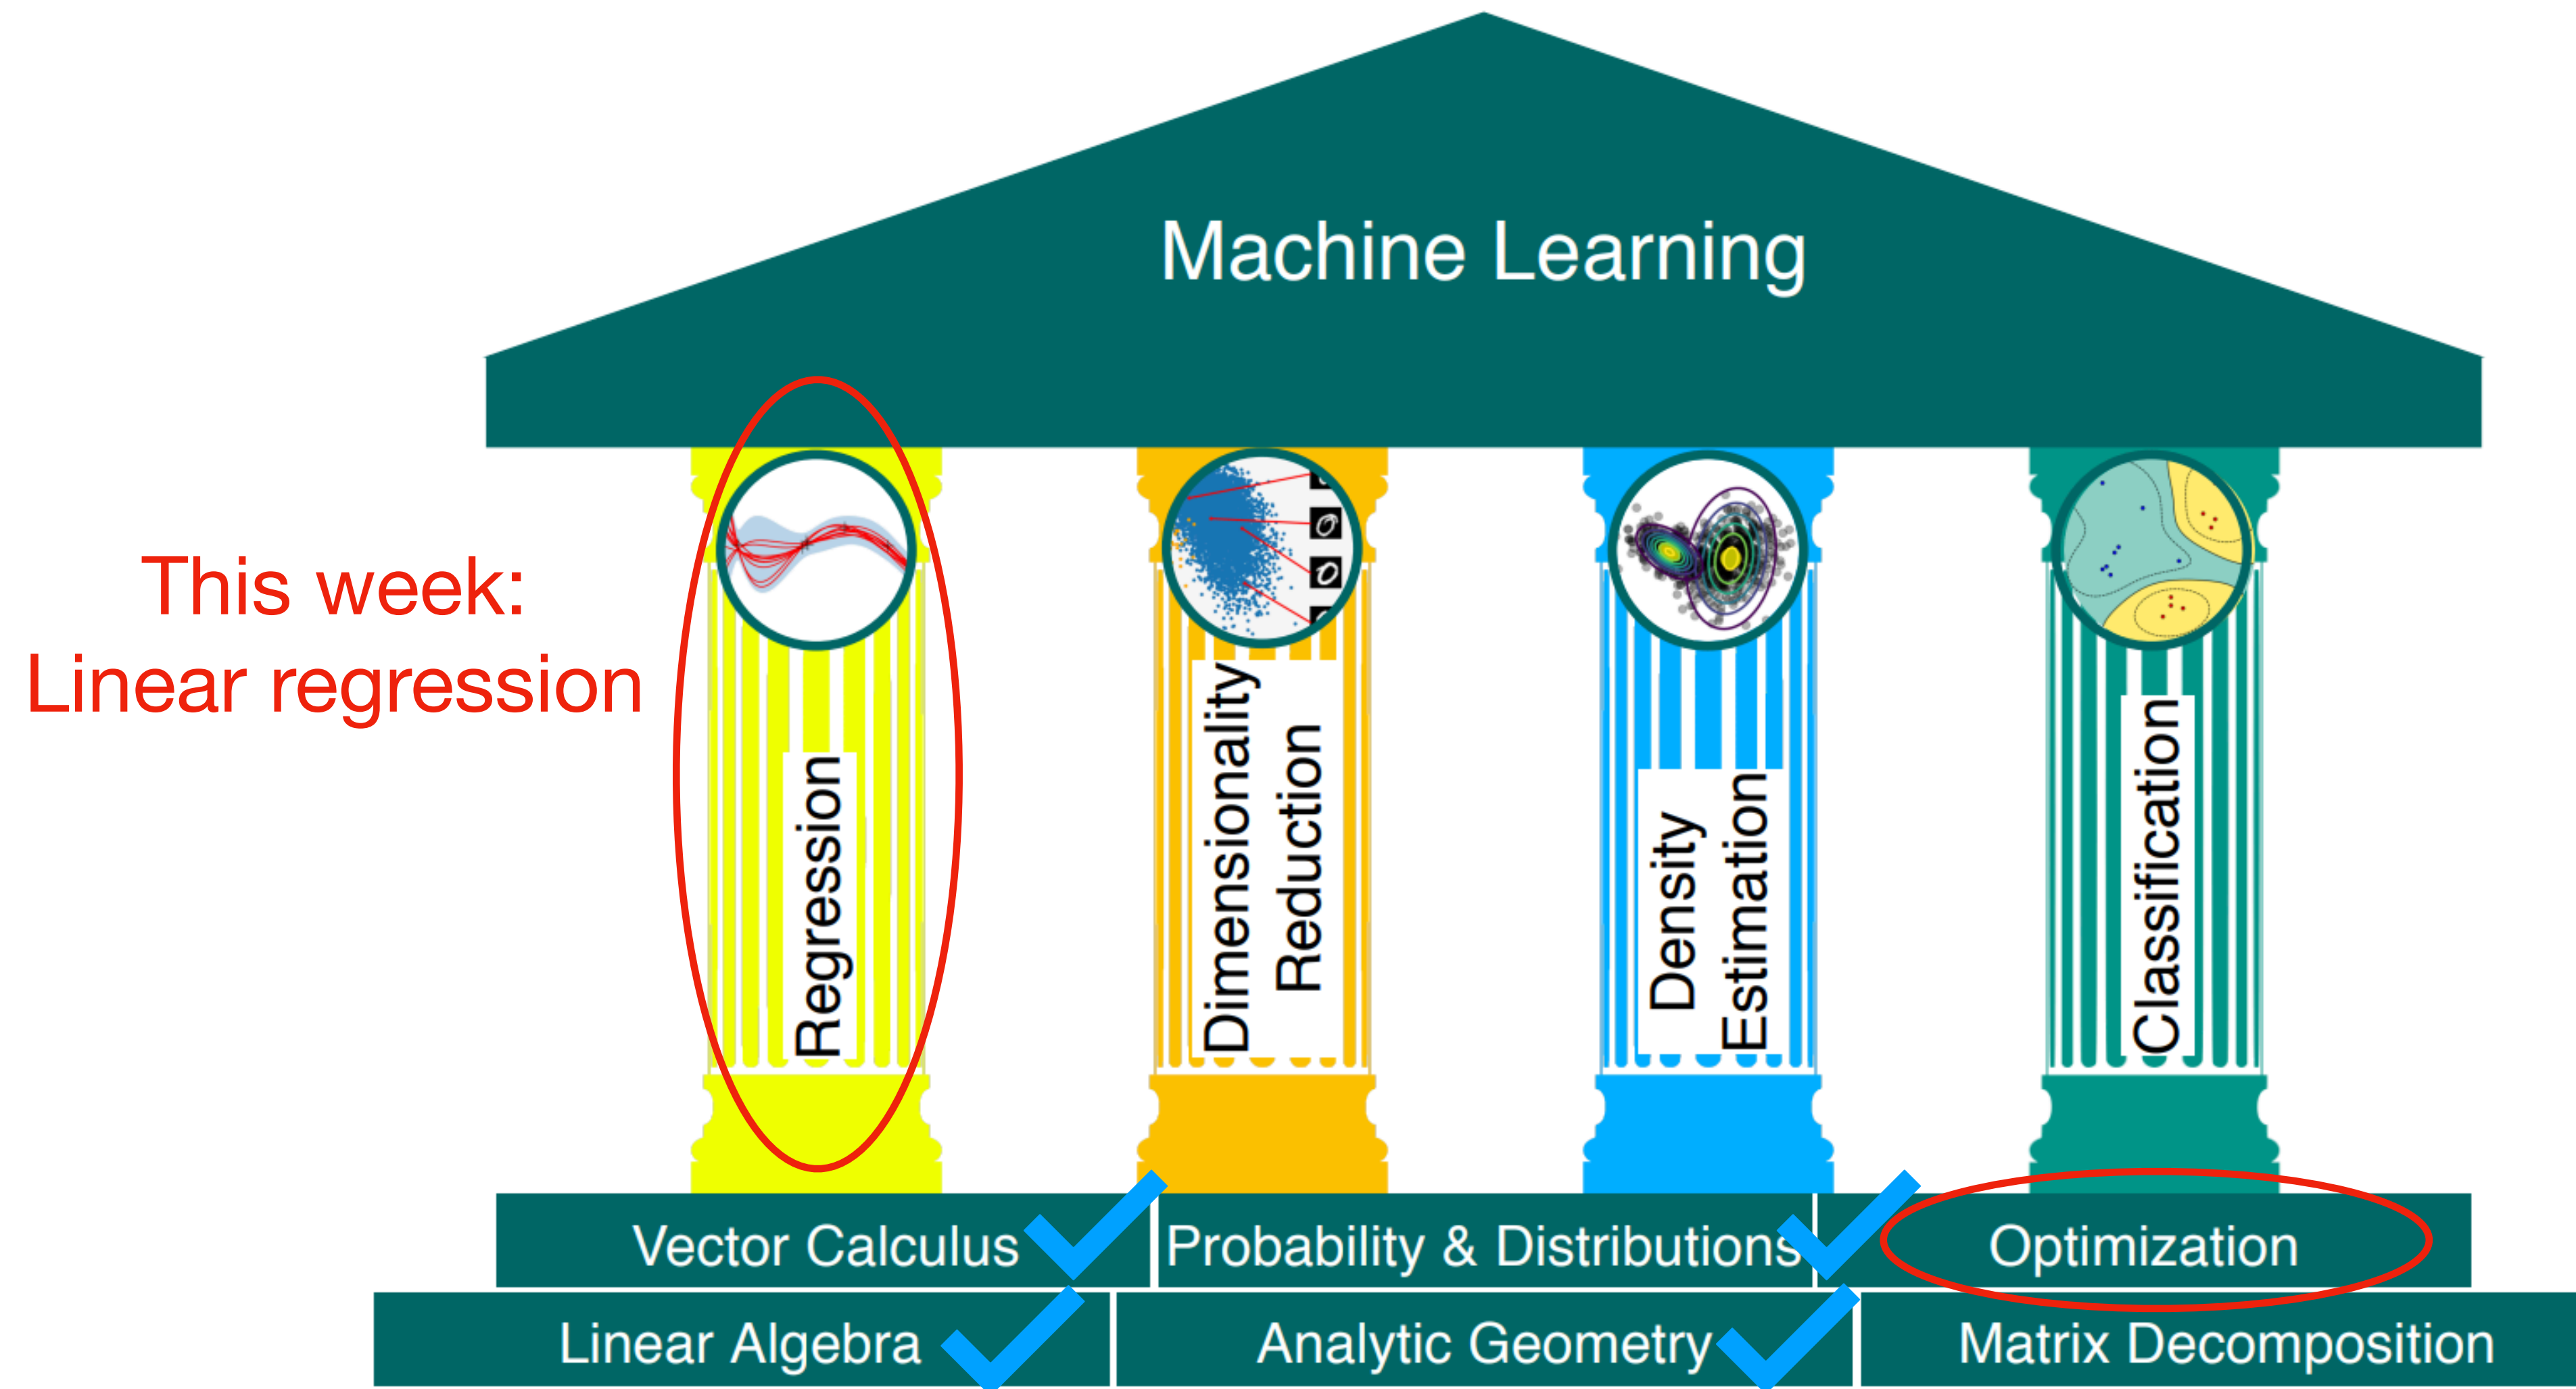 Machine Learning
This week:
Linear regression
Regression
Dimensionality
Reduction
Density
Estimation
Classification
Vector Calculus
Probability & Distributions
Optimization
Linear Algebra
Analytic Geometry
Matrix Decomposition